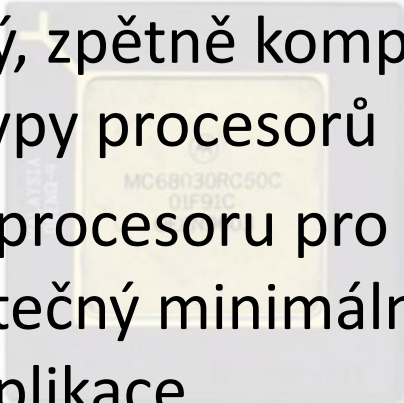 ý, zpětně komp
ypy procesorů
MC68030RC50C
01F91C
procesoru pro
tečný minimáln
plikace